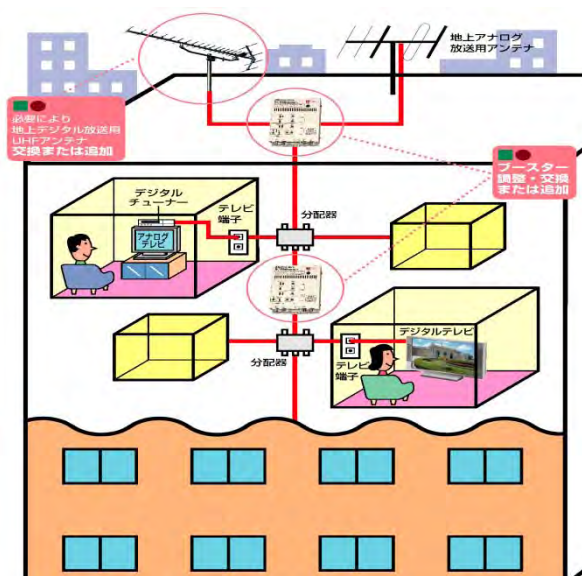 地上アナログ
放送用アンテナ
必要により
地上デジタル放送用
UHFアンテナ
交換または追加
ブースター
調整・交換
または追加
デジタル
チューナー
テレビ
端子
分配器
アナログ
テレビ
デジタルテレビ
分配器
テレビ
端子